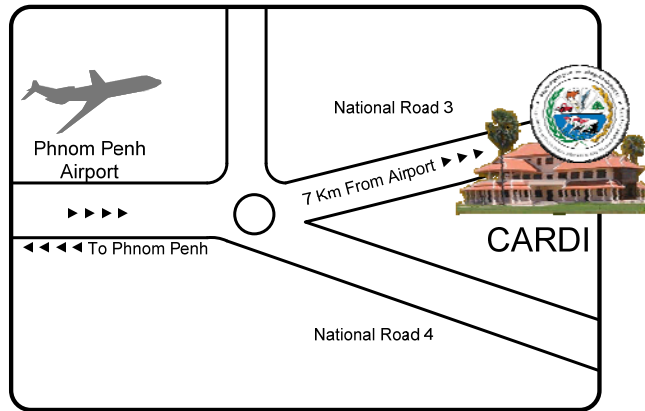 National Road 3
Phnom Penh
Airport
7 Km From Airport
To Phnom Penh
CARDI
National Road 4